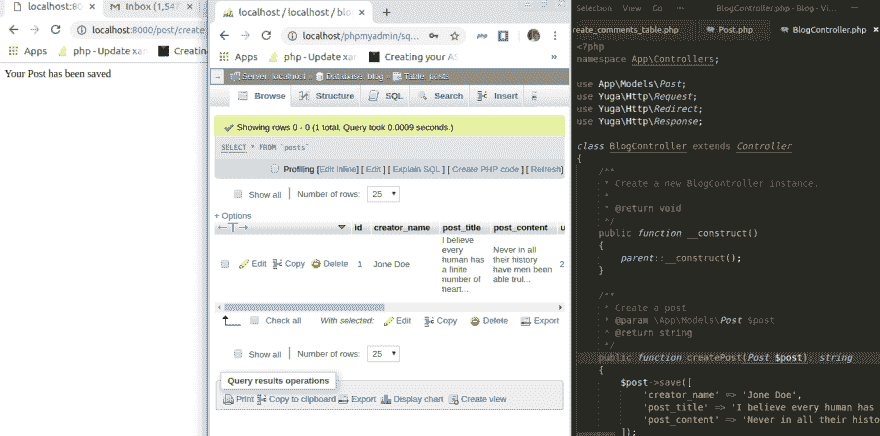 localhost:80
Inbox (1,547
localhost:8000/post/create
Apps
php - Update xan
Creating
Your Post has been saved
localhost / localhost / blo
localhost/phpmyadmin/sq...
php
Apps
php - Update xam
Creating your AS
»
Server: localhost » Database: blog » Table: posts
Browse
Structure
SQL
Search
Insert
Showing rows 0 - 0 (1 total, Query took 0.0009 seconds.)
SELECT * FROM `posts`
Profiling [Edit inline] [ Edit ] [ Explain SQL ] [ Create PHP code ] [ Refresh]
Show all
Number of rows:
25
+ Options
←T→
id
creator_name
post_title
post_content
u
Edit
Copy
Delete
1
Jone Doe
I believe
every
human has
a finite
number of
heart...
Never in all
their history
have men been
able trul...
2
Check all
With selected:
Edit
Copy
Delete
Export
Show all
Number of rows:
25
Query results operations
Print
Copy to clipboard
Export
Display chart
Create view
Selection
View
Go
BlogController.php - Blog - Vi...
reate_comments_table.php
Post.php
BlogController.php
<?php
namespace App\Controllers;
use App\Models\Post;
use Yuga\Http\Request;
use Yuga\Http\Redirect;
use Yuga\Http\Response;
class BlogController extends Controller
{
/**
* Create a new BlogController instance.
*
* @return void
*/
public function __construct()
{
parent::__construct();
}
/**
* Create a post
* @param \App\Models\Post $post
* @return string
*/
public function createPost(Post $post): string
{
$post->save([
'creator_name' => 'Jone Doe',
'post_title' => 'I believe every human has
'post_content' => 'Never in all their histo
]);